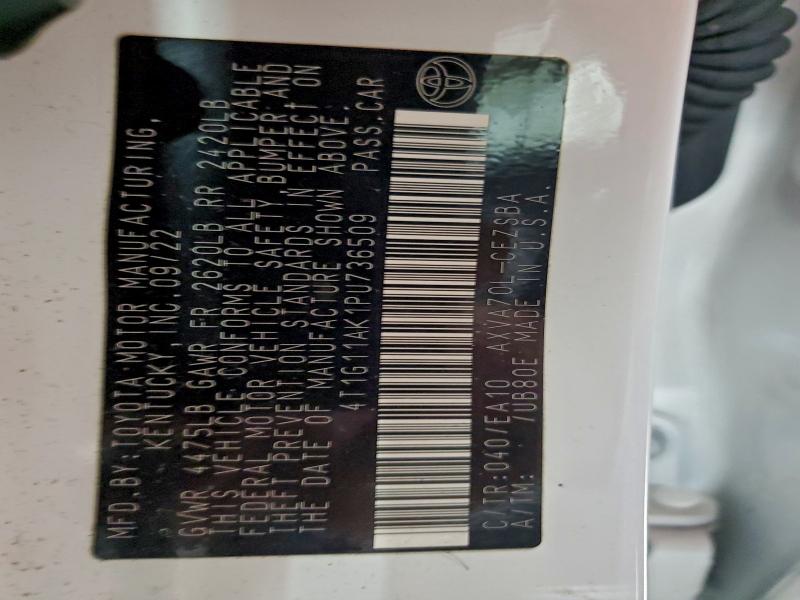 MFD.BY:TOYOTA MOTOR MANUFACTURING,
KENTUCKY,INC.09/22
GVWR 4475LB GAWR FR 2620LB RR 2420LB
THIS VEHICLE CONFORMS TO ALL APPLICABLE
FEDERAL MOTOR VEHICLE SAFETY, BUMPER,AND
THEFT PREVENTION STANDARDS IN EFFECT ON
THE DATE OF MANUFACTURE SHOWN ABOVE.
4T1G11AK1PU736509 PASS.CAR
C/TR:040/EA10 AXVA70L-CEZSBA
A/TM: /UB80E MADE IN U.S.A.